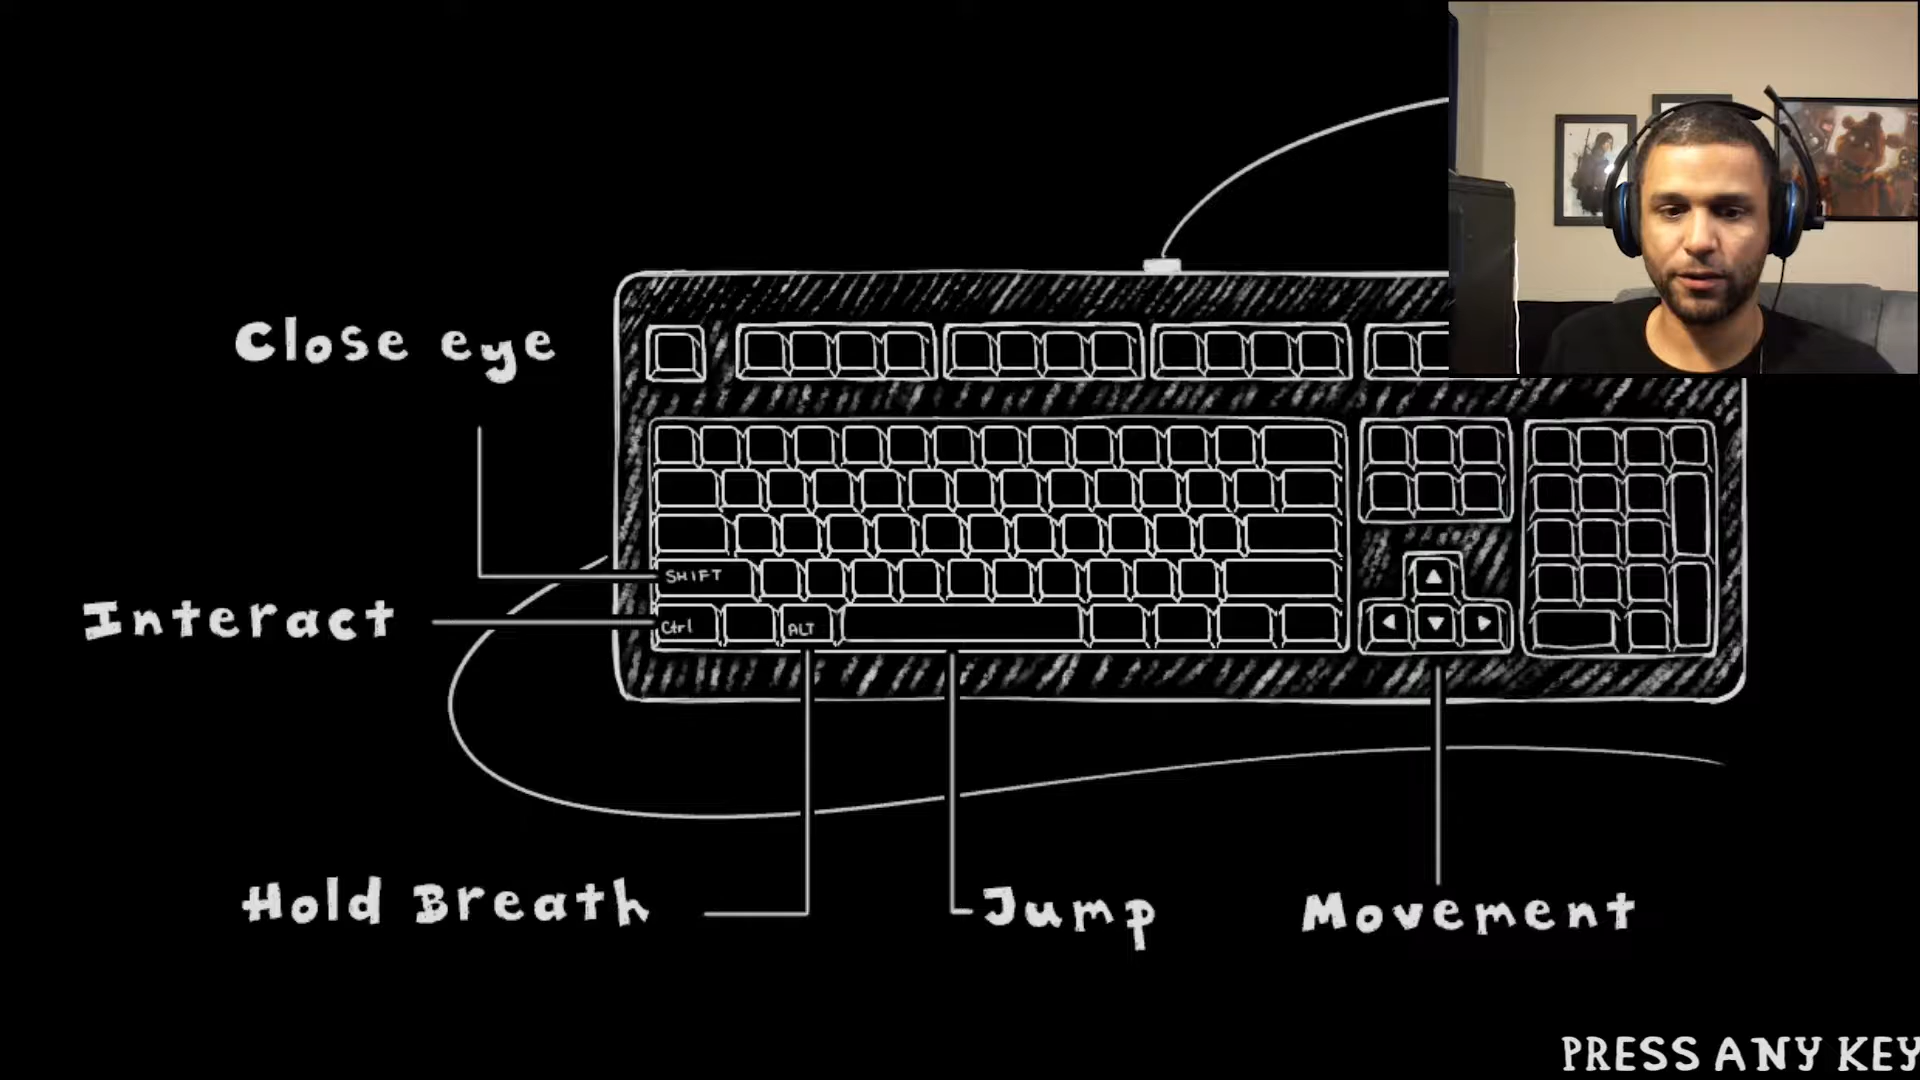 Close eye
SHIFT
Interact
Ctrl
ALT
Hold Breath
Jump
Movement
PRESS ANY KEY